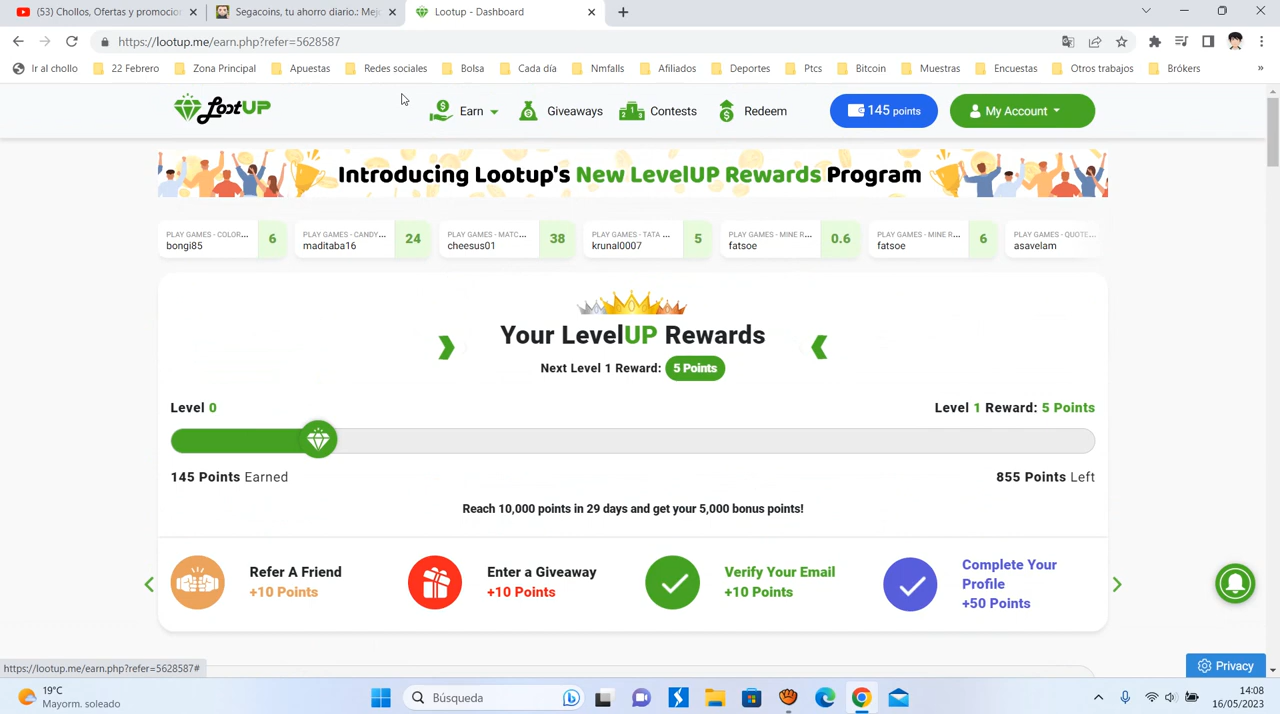 (53) Chollos, Ofertas y promocion
Segacoins, tu ahorro diario.: Mejo
Lootup - Dashboard
https://lootup.me/earn.php?refer=5628587
Ir al chollo
22 Febrero
Zona Principal
Apuestas
Redes sociales
Bolsa
Cada día
Nmfalls
Afiliados
Deportes
Ptcs
Bitcoin
Muestras
Encuestas
Otros trabajos
Brókers
»
LootUP
Earn
Giveaways
Contests
Redeem
145 points
My Account
Introducing Lootup's New LevelUP Rewards Program
PLAY GAMES - COLOR...
bongi85
6
PLAY GAMES - CANDY...
maditaba16
24
PLAY GAMES - MATC...
cheesus01
38
PLAY GAMES - TATA ...
krunal0007
5
PLAY GAMES - MINE R...
fatsoe
0.6
PLAY GAMES - MINE R...
fatsoe
6
PLAY GAMES - QUOTE...
asavelam
Your LevelUP Rewards
Next Level 1 Reward: 5 Points
Level 0
Level 1 Reward: 5 Points
145 Points Earned
855 Points Left
Reach 10,000 points in 29 days and get your 5,000 bonus points!
Refer A Friend
+10 Points
Enter a Giveaway
+10 Points
Verify Your Email
+10 Points
Complete Your
Profile
+50 Points
https://lootup.me/earn.php?refer=5628587#
Privacy
19°C
Mayorm. soleado
Búsqueda
14:08
16/05/2023